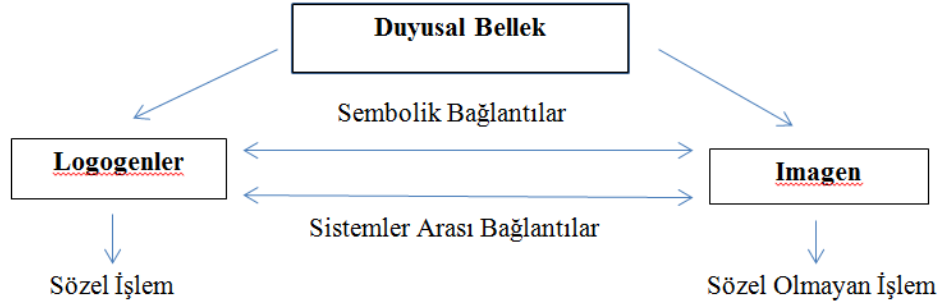 Duyusal Bellek
Sembolik Bağlantılar
Logogenler
Imagen
Sistemler Arası Bağlantılar
Sözel İşlem
Sözel Olmayan İşlem